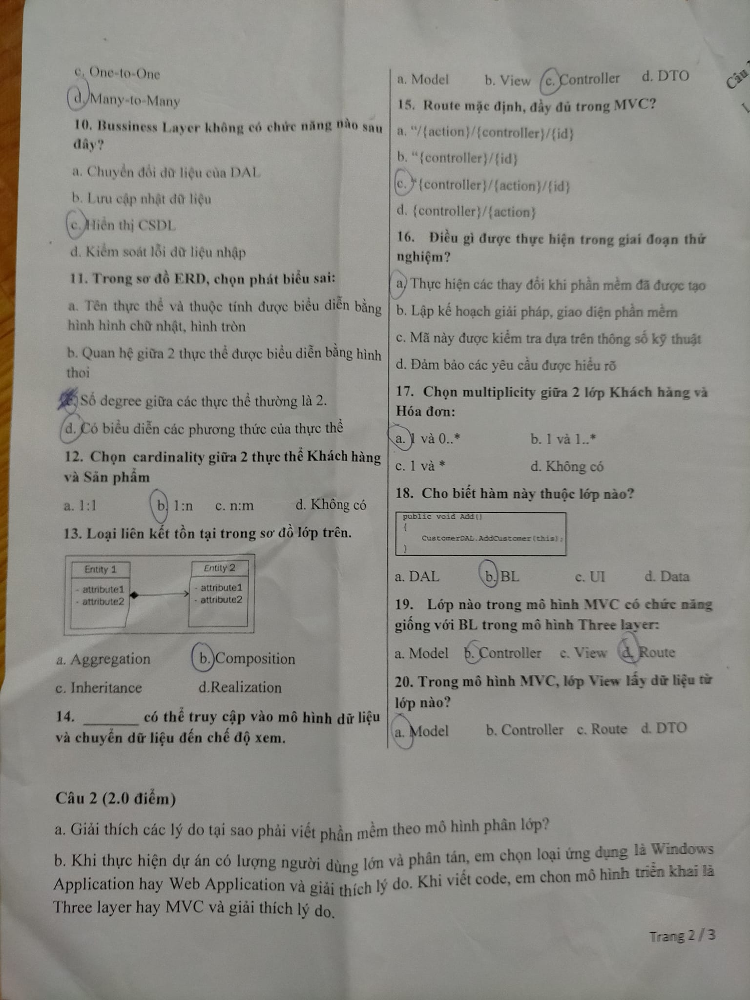 c. One-to-One
d. Many-to-Many
10. Bussiness Layer không có chức năng nào sau
đây?
a. Chuyển đổi dữ liệu của DAL
b. Lưu cập nhật dữ liệu
c. Hiển thị CSDL
d. Kiểm soát lỗi dữ liệu nhập
11. Trong sơ đồ ERD, chọn phát biểu sai:
a. Tên thực thể và thuộc tính được biểu diễn bằng
hình hình chữ nhật, hình tròn
b. Quan hệ giữa 2 thực thể được biểu diễn bằng hình
thoi
c. Số degree giữa các thực thể thường là 2.
d. Có biểu diễn các phương thức của thực thể
12. Chọn cardinality giữa 2 thực thể Khách hàng
và Sản phẩm
a. 1:1 b. 1:n c. n:m d. Không có
13. Loại liên kết tồn tại trong sơ đồ lớp trên.
Entity 1 Entity 2
- attribute1 - attribute1
- attribute2 - attribute2
a. Aggregation b. Composition
c. Inheritance d.Realization
14. _______ có thể truy cập vào mô hình dữ liệu
và chuyển dữ liệu đến chế độ xem.
a. Model b. View c. Controller d. DTO
15. Route mặc định, đầy đủ trong MVC?
a. “/{action}/{controller}/{id}
b. “{controller}/{id}
c. “{controller}/{action}/{id}
d. {controller}/{action}
16. Điều gì được thực hiện trong giai đoạn thử
nghiệm?
a. Thực hiện các thay đổi khi phần mềm đã được tạo
b. Lập kế hoạch giải pháp, giao diện phần mềm
c. Mã này được kiểm tra dựa trên thông số kỹ thuật
d. Đảm bảo các yêu cầu được hiểu rõ
17. Chọn multiplicity giữa 2 lớp Khách hàng và
Hóa đơn:
a. 1 và 0..* b. 1 và 1..*
c. 1 và * d. Không có
18. Cho biết hàm này thuộc lớp nào?
public void Add()
{
CustomerDAL.AddCustomer(this);
}
a. DAL b. BL c. UI d. Data
19. Lớp nào trong mô hình MVC có chức năng
giống với BL trong mô hình Three layer:
a. Model b. Controller c. View d. Route
20. Trong mô hình MVC, lớp View lấy dữ liệu từ
lớp nào?
a. Model b. Controller c. Route d. DTO
Câu 2 (2.0 điểm)
a. Giải thích các lý do tại sao phải viết phần mềm theo mô hình phân lớp?
b. Khi thực hiện dự án có lượng người dùng lớn và phân tán, em chọn loại ứng dụng là Windows
Application hay Web Application và giải thích lý do. Khi viết code, em chon mô hình triển khai là
Three layer hay MVC và giải thích lý do.
Trang 2 / 3
Câu